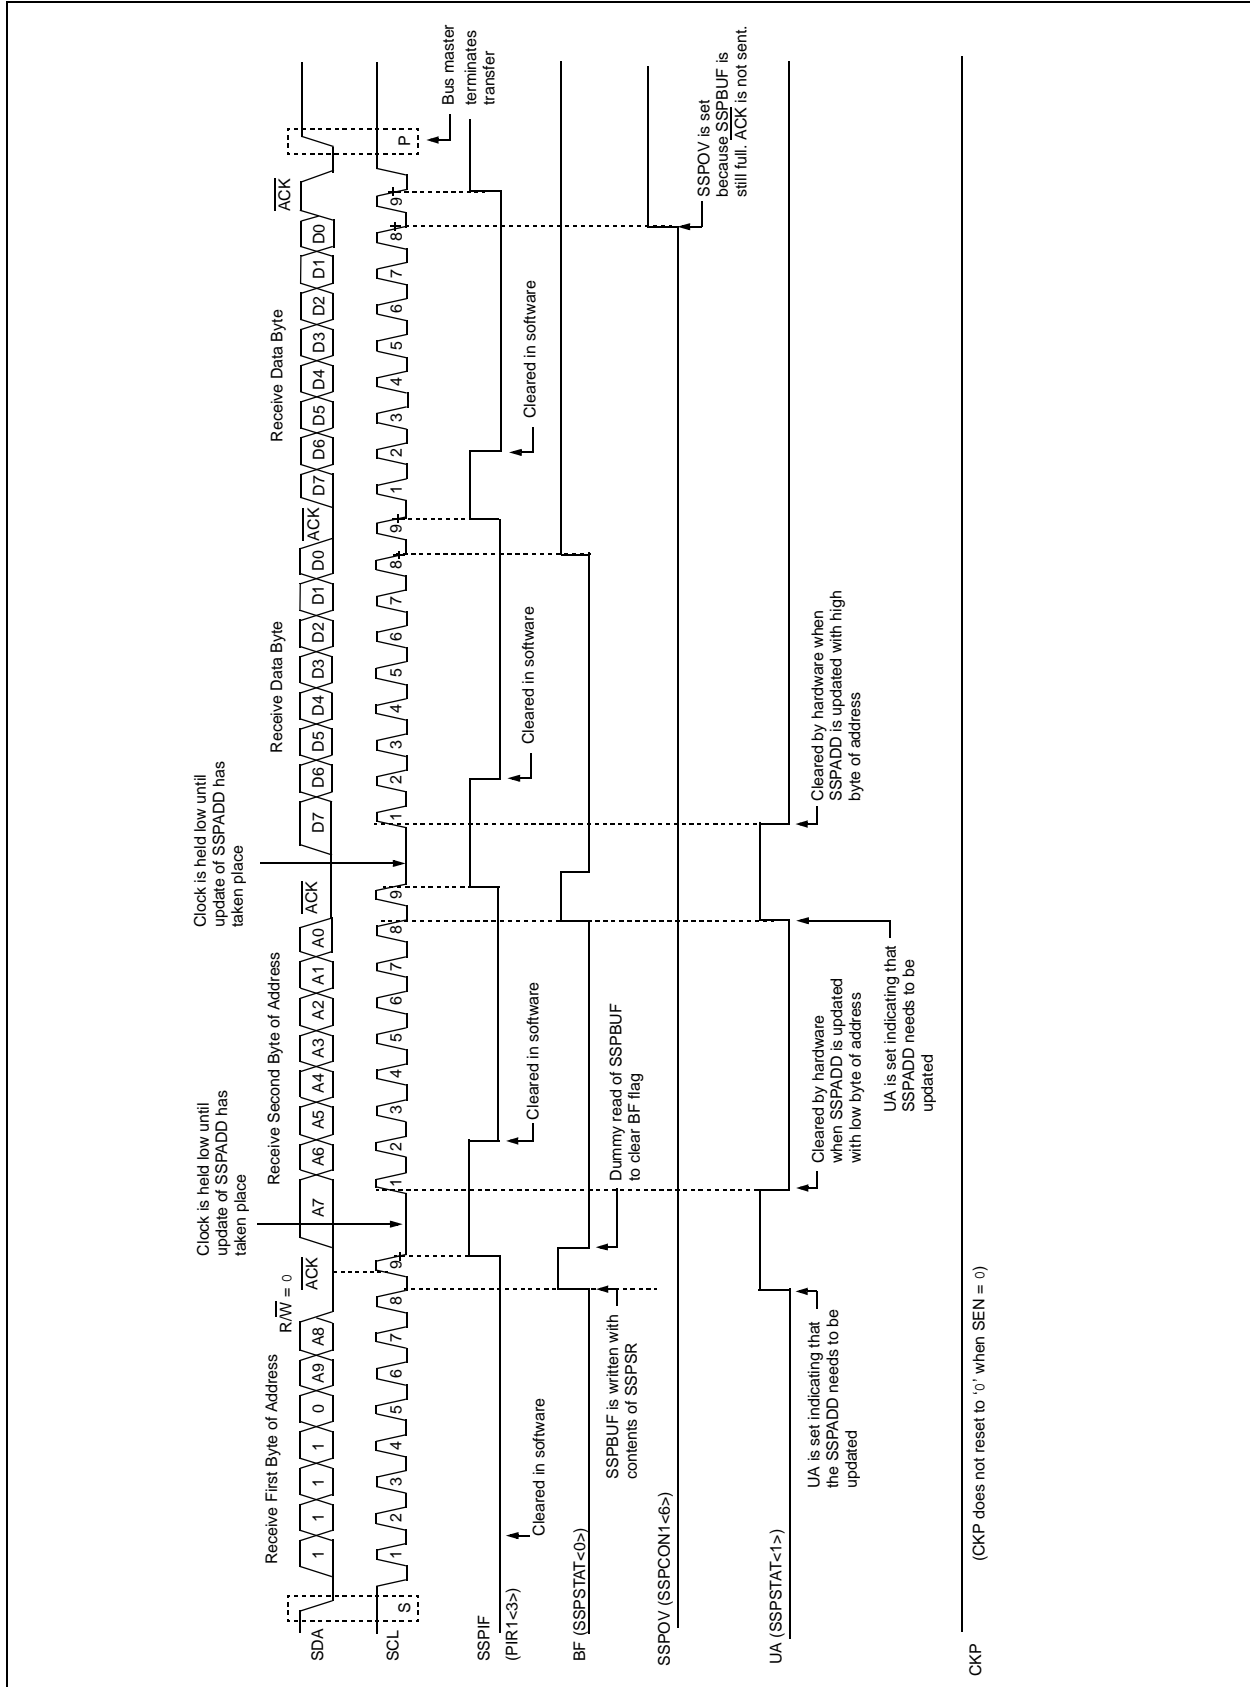 Receive First Byte of Address
R/W = 0
Receive Second Byte of Address
Receive Data Byte
Receive Data Byte
Clock is held low until
update of SSPADD has
taken place
Clock is held low until
update of SSPADD has
taken place
SDA
1 1 1 1 0 A9 A8 ACK A7 A6 A5 A4 A3 A2 A1 A0 ACK D7 D6 D5 D4 D3 D2 D1 D0 ACK D7 D6 D5 D4 D3 D2 D1 D0 ACK
SCL
S 1 2 3 4 5 6 7 8 9 1 2 3 4 5 6 7 8 9 1 2 3 4 5 6 7 8 9 1 2 3 4 5 6 7 8 9 P
Bus master
terminates
transfer
SSPIF
(PIR1<3>)
Cleared in software
Cleared in software
Cleared in software
Cleared in software
BF (SSPSTAT<0>)
SSPBUF is written with
contents of SSPSR
Dummy read of SSPBUF
to clear BF flag
SSPOV (SSPCON1<6>)
SSPOV is set
because SSPBUF is
still full. ACK is not sent.
UA (SSPSTAT<1>)
UA is set indicating that
the SSPADD needs to be
updated
Cleared by hardware
when SSPADD is updated
with low byte of address
UA is set indicating that
SSPADD needs to be
updated
Cleared by hardware when
SSPADD is updated with high
byte of address
CKP
(CKP does not reset to ‘0’ when SEN = 0)